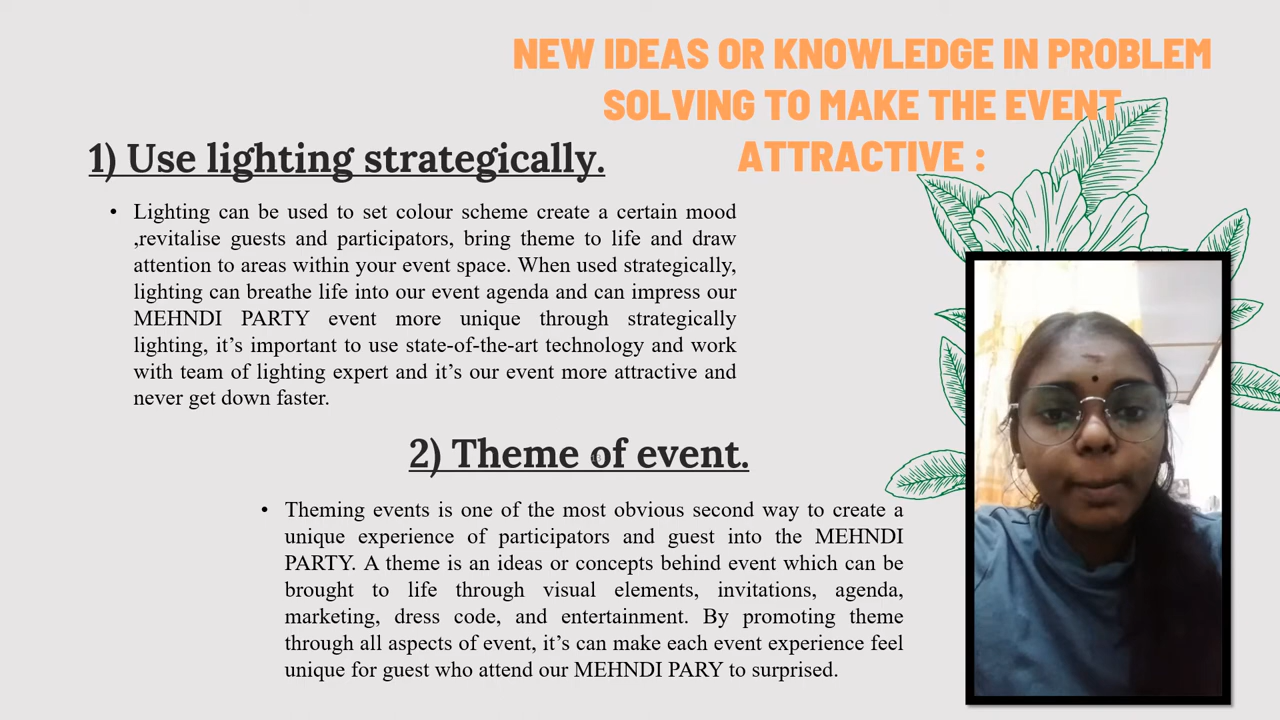 NEW IDEAS OR KNOWLEDGE IN PROBLEM
SOLVING TO MAKE THE EVENT
ATTRACTIVE :
1) Use lighting strategically.
• Lighting can be used to set colour scheme create a certain mood
,revitalise guests and participators, bring theme to life and draw
attention to areas within your event space. When used strategically,
lighting can breathe life into our event agenda and can impress our
MEHNDI PARTY event more unique through strategically
lighting, it’s important to use state-of-the-art technology and work
with team of lighting expert and it’s our event more attractive and
never get down faster.
2) Theme of event.
• Theming events is one of the most obvious second way to create a
unique experience of participators and guest into the MEHNDI
PARTY. A theme is an ideas or concepts behind event which can be
brought to life through visual elements, invitations, agenda,
marketing, dress code, and entertainment. By promoting theme
through all aspects of event, it’s can make each event experience feel
unique for guest who attend our MEHNDI PARY to surprised.